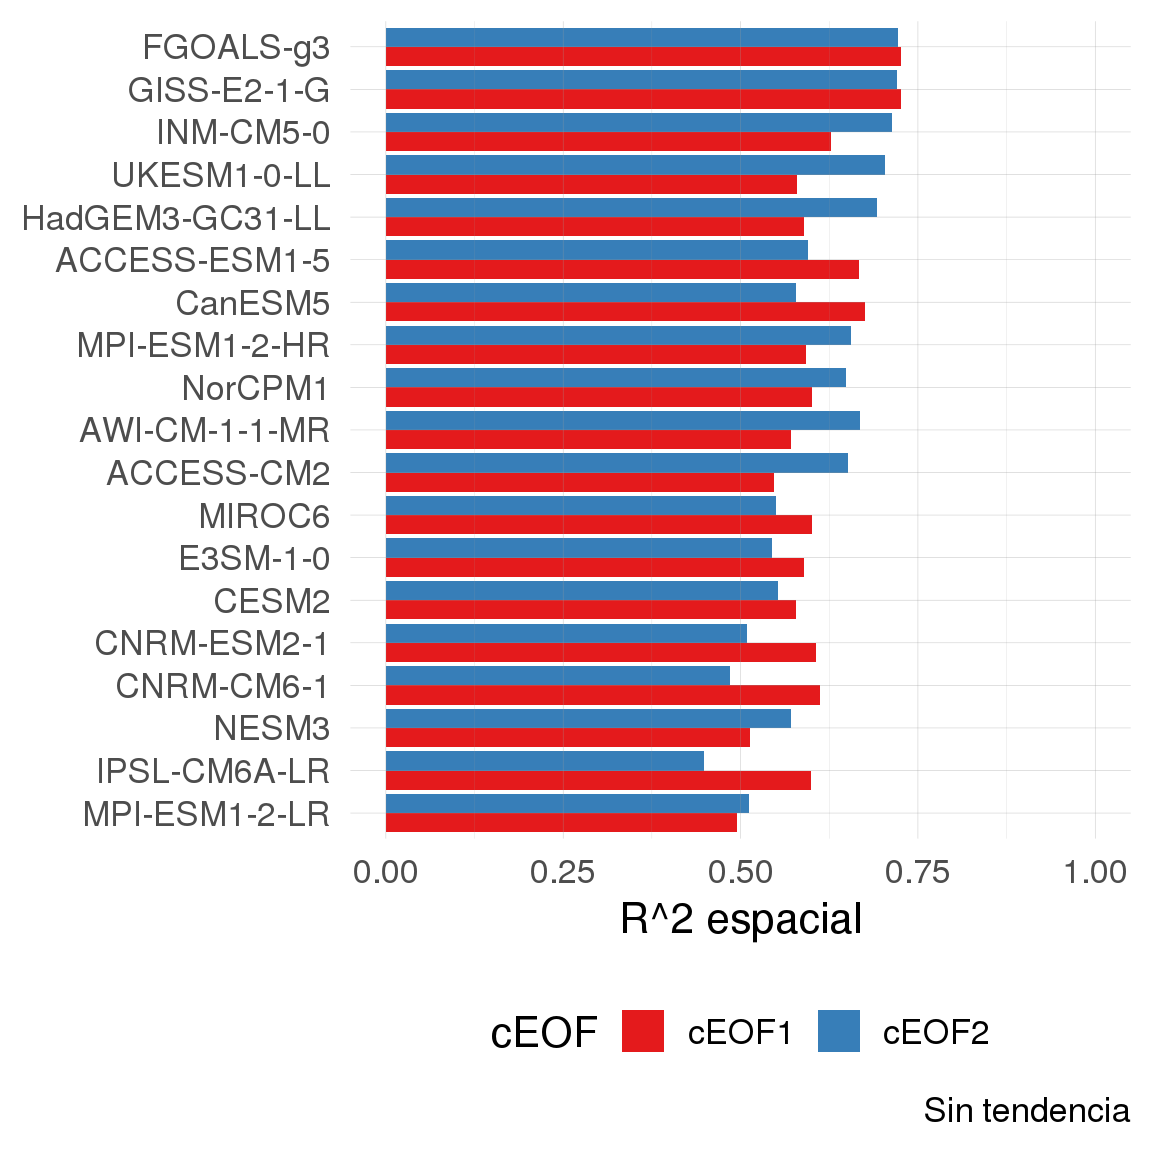 FGOALS-g3
GISS-E2-1-G
INM-CM5-0
UKESM1-0-LL
HadGEM3-GC31-LL
ACCESS-ESM1-5
CanESM5
MPI-ESM1-2-HR
NorCPM1
AWI-CM-1-1-MR
ACCESS-CM2
MIROC6
E3SM-1-0
CESM2
CNRM-ESM2-1
CNRM-CM6-1
NESM3
IPSL-CM6A-LR
MPI-ESM1-2-LR
0.00 0.25 0.50 0.75 1.00
R^2 espacial
cEOF cEOF1 cEOF2
Sin tendencia